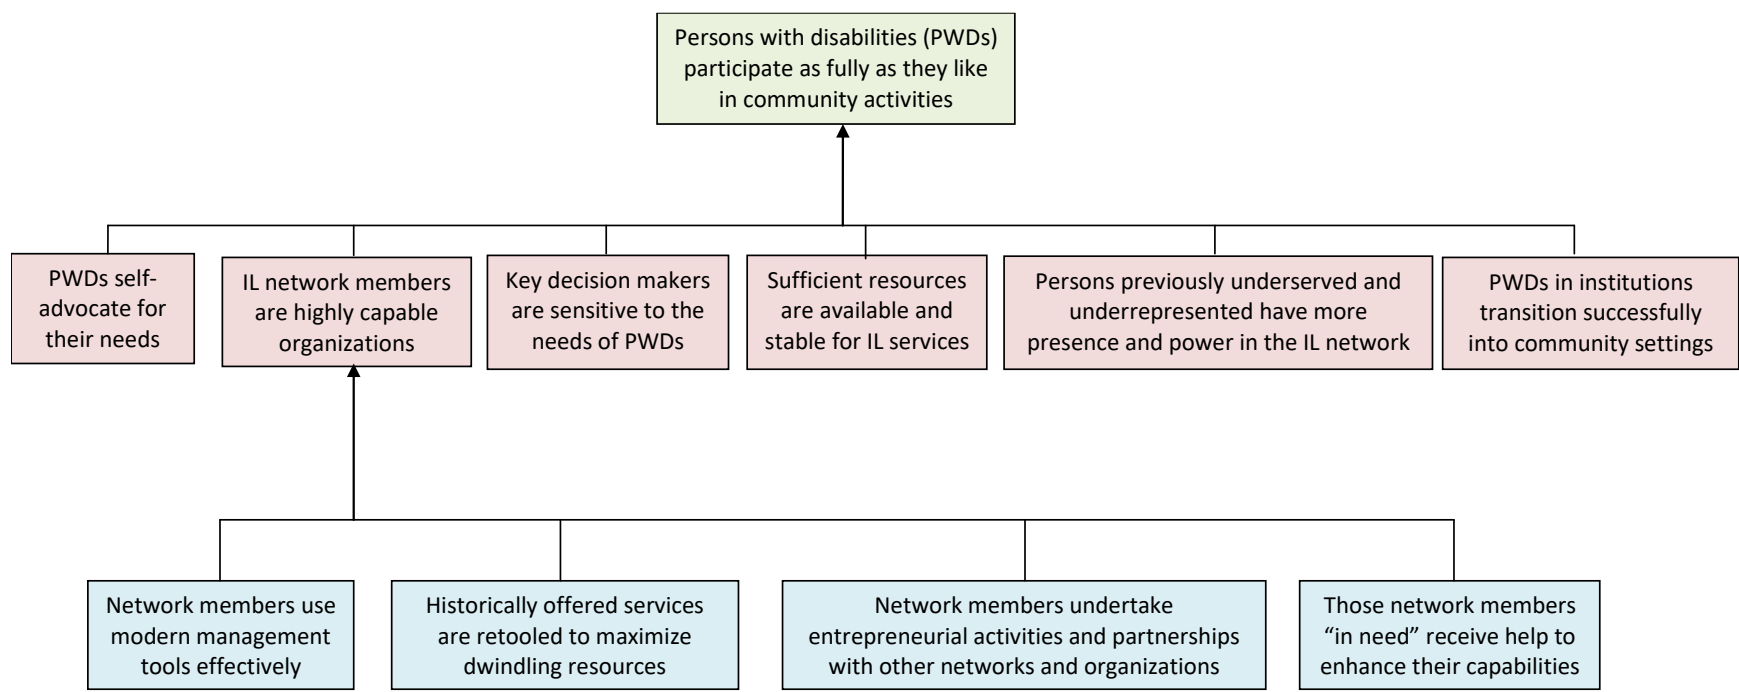 Persons with disabilities (PWDs)
participate as fully as they like
in community activities
PWDs self-
advocate for
their needs
IL network members
are highly capable
organizations
Key decision makers
are sensitive to the
needs of PWDs
Sufficient resources
are available and
stable for IL services
Persons previously underserved and
underrepresented have more
presence and power in the IL network
PWDs in institutions
transition successfully
into community settings
Network members use
modern management
tools effectively
Historically offered services
are retooled to maximize
dwindling resources
Network members undertake
entrepreneurial activities and partnerships
with other networks and organizations
Those network members
“in need” receive help to
enhance their capabilities